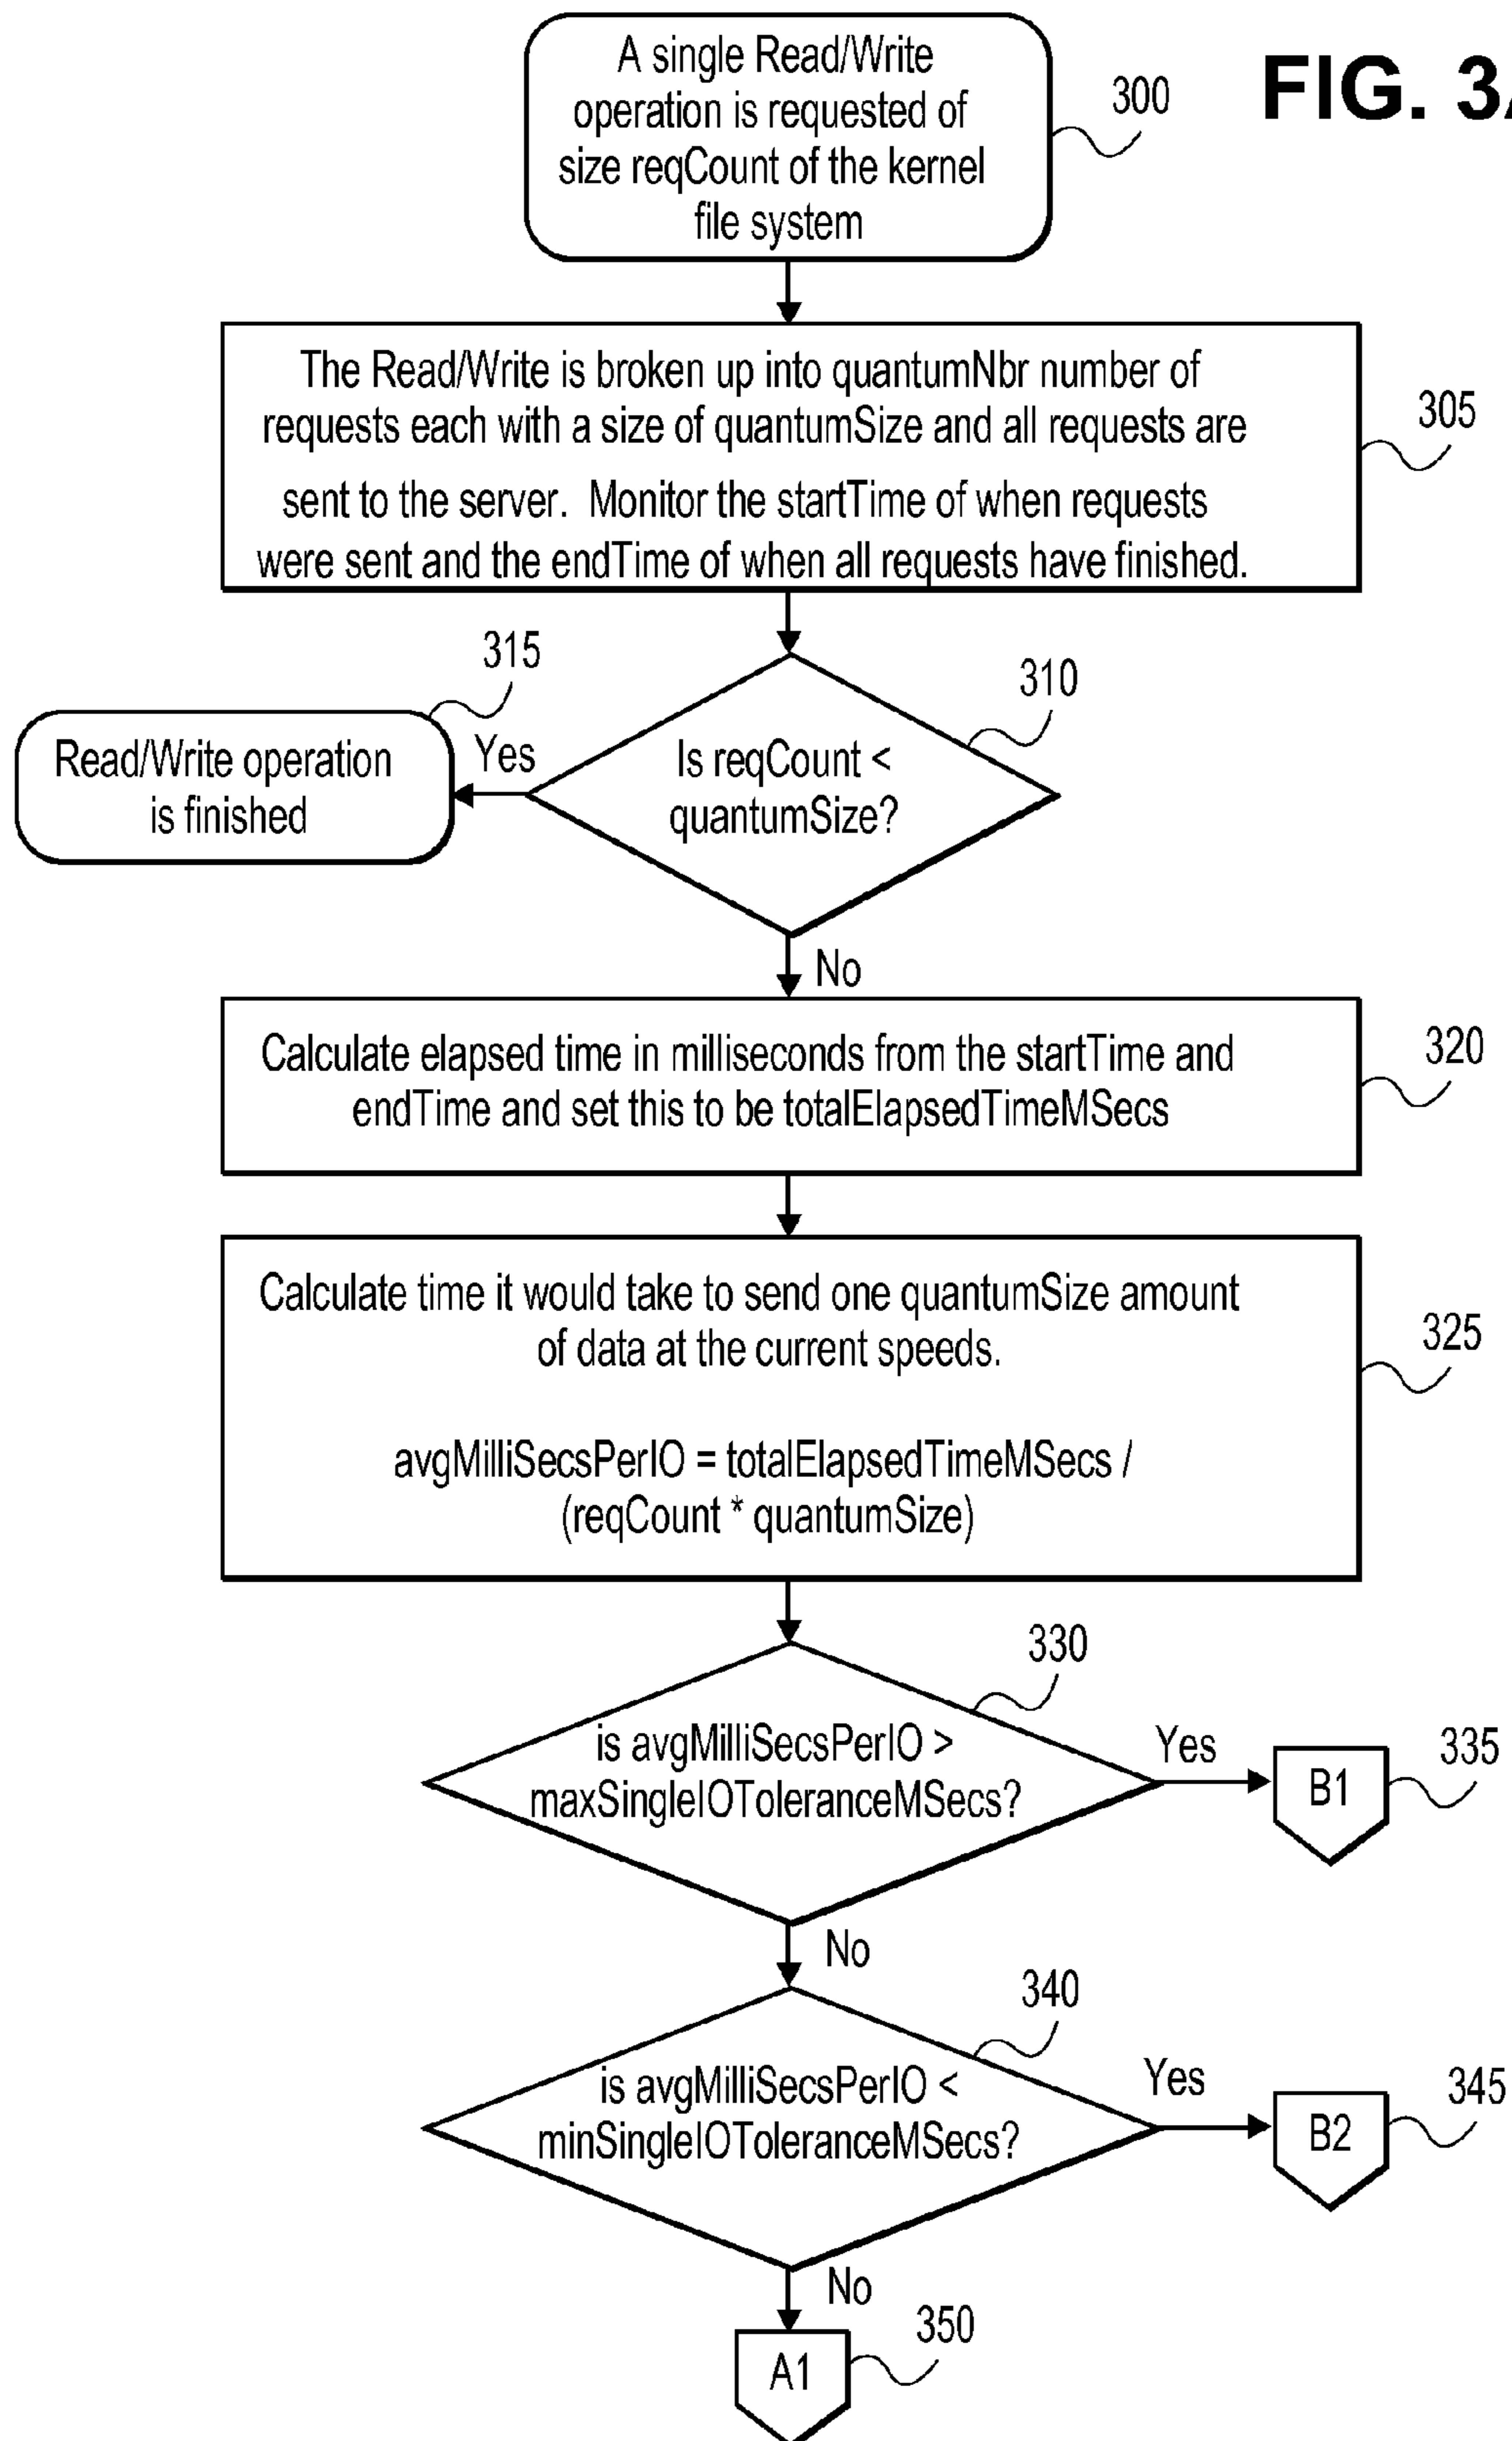 A single Read/Write
operation is requested of
size reqCount of the kernel
file system
300
FIG. 3A
The Read/Write is broken up into quantumNbr number of
requests each with a size of quantumSize and all requests are
sent to the server. Monitor the startTime of when requests
were sent and the endTime of when all requests have finished.
305
315
310
Read/Write operation
is finished
Yes
Is reqCount <
quantumSize?
No
Calculate elapsed time in milliseconds from the startTime and
endTime and set this to be totalElapsedTimeMSecs
320
Calculate time it would take to send one quantumSize amount
of data at the current speeds.
avgMilliSecsPerIO = totalElapsedTimeMSecs /
(reqCount * quantumSize)
325
330
is avgMilliSecsPerIO >
maxSingleIOToleranceMSecs?
Yes
B1
335
No
340
is avgMilliSecsPerIO <
minSingleIOToleranceMSecs?
Yes
B2
345
No
A1
350